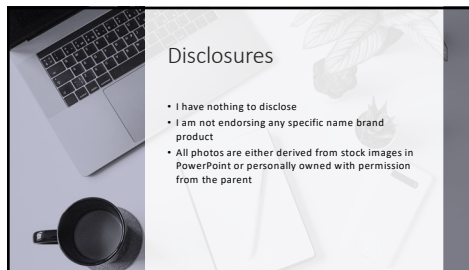 Disclosures
• I have nothing to disclose
• I am not endorsing any specific name brand
product
• All photos are either derived from stock images in
PowerPoint or personally owned with permission
from the parent